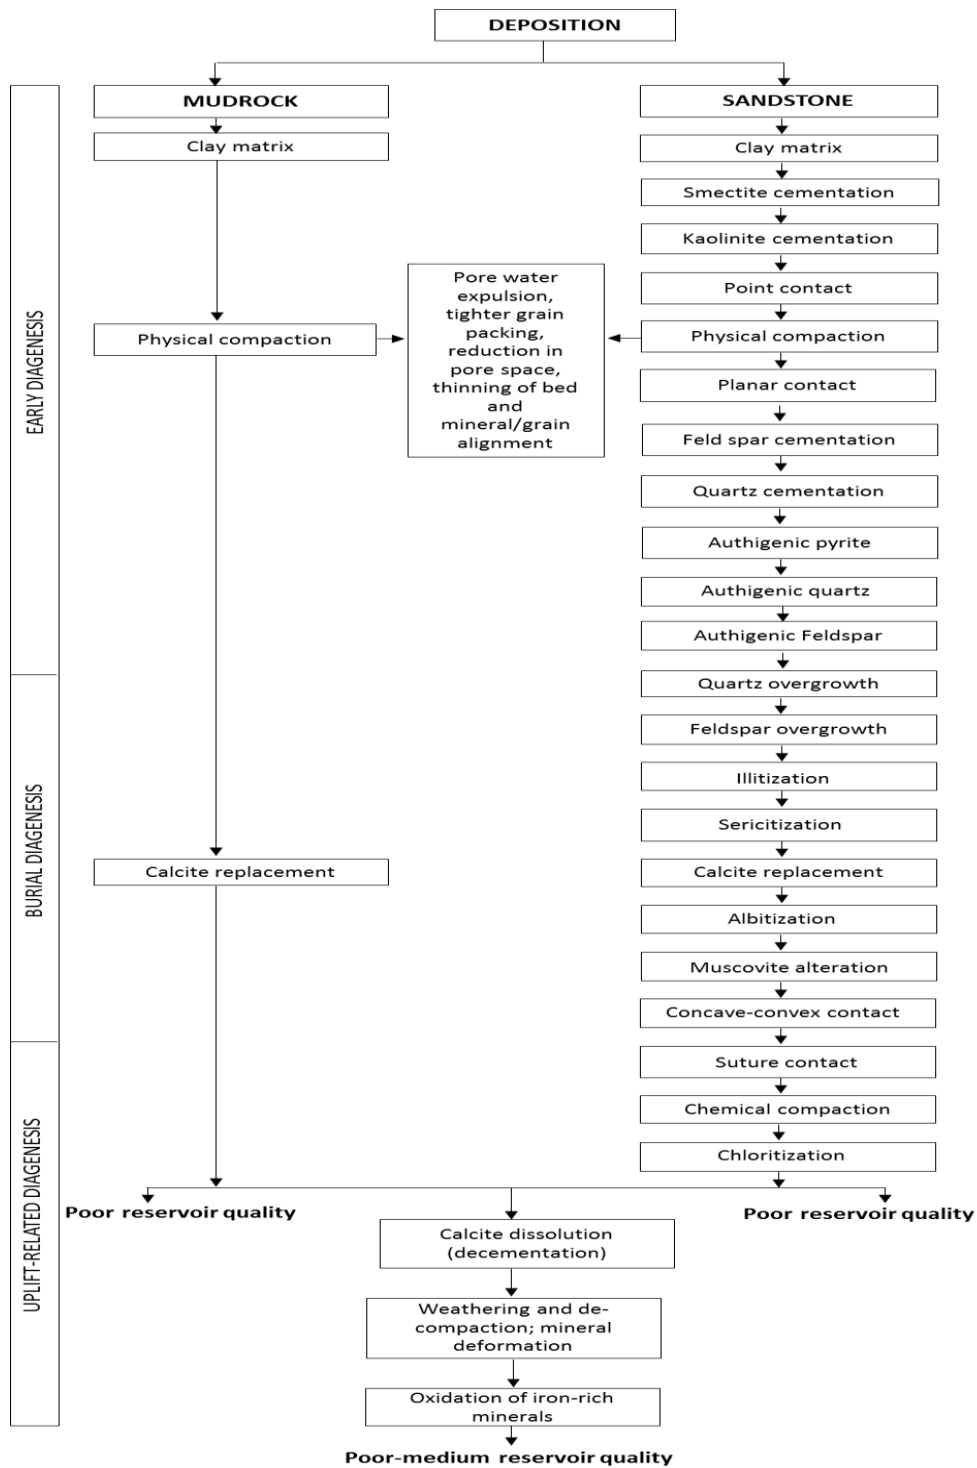 DEPOSITION
MUDROCK
SANDSTONE
Clay matrix
Clay matrix
Smectite cementation
Kaolinite cementation
Point contact
Pore water
expulsion,
tighter grain
packing,
reduction in
pore space,
thinning of bed
and
mineral/grain
alignment
Physical compaction
Physical compaction
Planar contact
Feld spar cementation
Quartz cementation
Authigenic pyrite
Authigenic quartz
Authigenic Feldspar
EARLY DIAGENESIS
Quartz overgrowth
Feldspar overgrowth
Illitization
Sericitization
Calcite replacement
Calcite replacement
Albitization
Muscovite alteration
Concave-convex contact
BURIAL DIAGENESIS
Suture contact
Chemical compaction
Chloritization
Poor reservoir quality
Poor reservoir quality
Calcite dissolution
(decementation)
Weathering and de-
compaction; mineral
deformation
Oxidation of iron-rich
minerals
UPLIFT-RELATED DIAGENESIS
Poor-medium reservoir quality